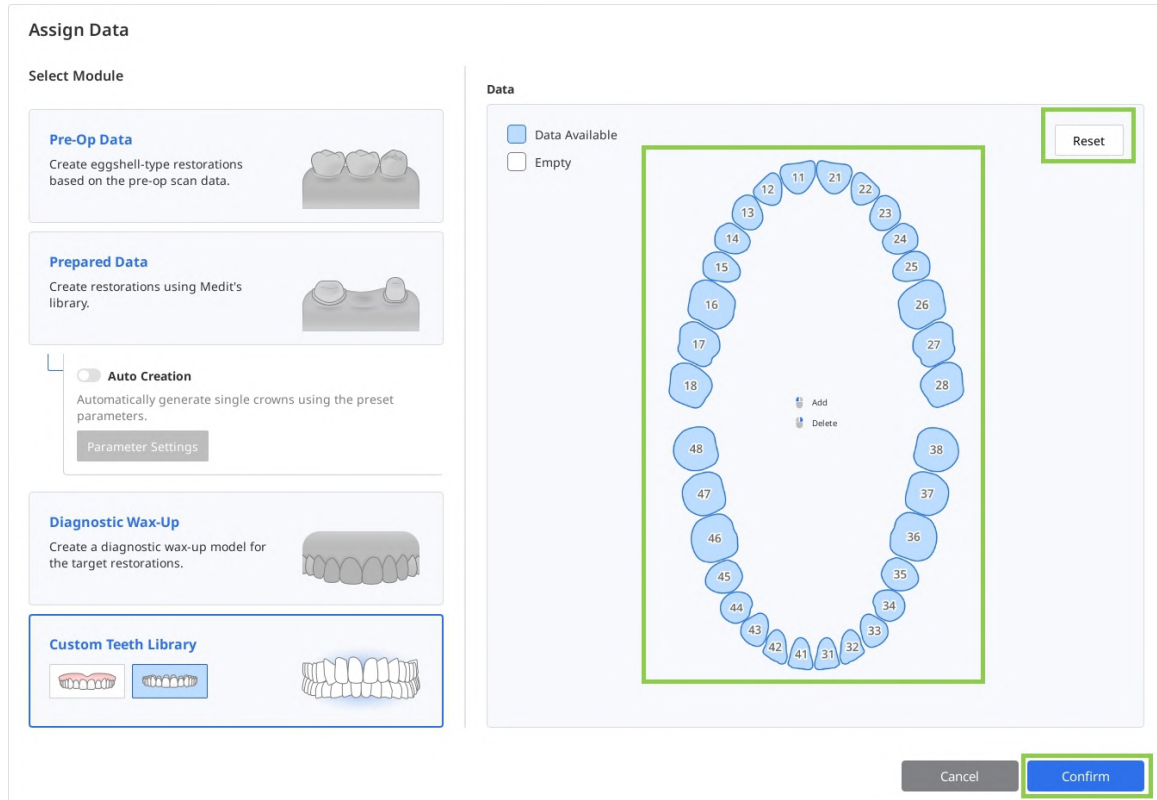 Assign Data
Select Module
Pre-Op Data
Create eggshell-type restorations
based on the pre-op scan data.
Prepared Data
Create restorations using Medit's
library.
Auto Creation
Automatically generate single crowns using the preset
parameters.
Parameter Settings
Diagnostic Wax-Up
Create a diagnostic wax-up model for
the target restorations.
Custom Teeth Library
Data
Data Available
Empty
Reset
11 21
12 22
13 23
14 24
15 25
16 26
17 27
18 28
Add
Delete
48 38
47 37
46 36
45 35
44 34
43 33
42 32
41 31
Cancel
Confirm